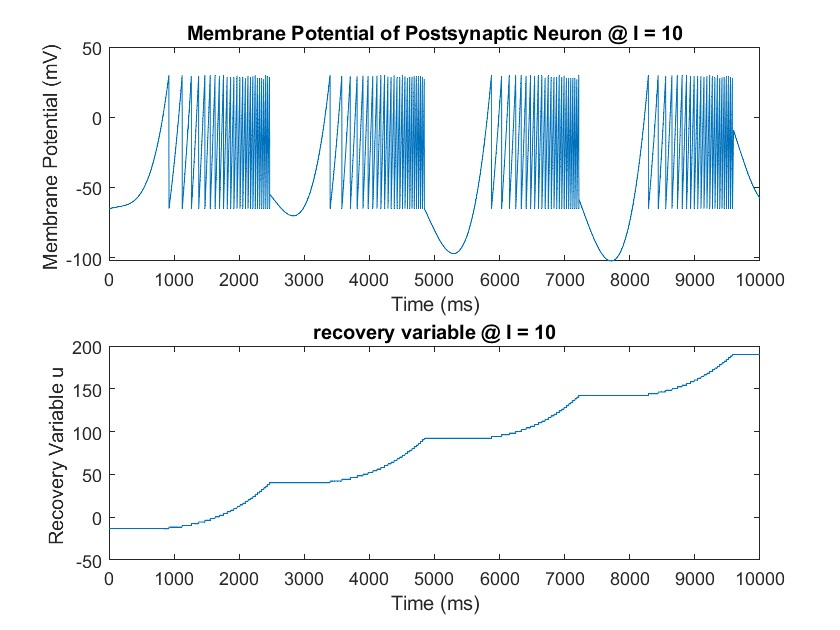 Membrane Potential of Postsynaptic Neuron @ I = 10
Membrane Potential (mV)
50
0
-50
-100
0 1000 2000 3000 4000 5000 6000 7000 8000 9000 10000
Time (ms)
recovery variable @ I = 10
Recovery Variable u
200
150
100
50
0
-50
0 1000 2000 3000 4000 5000 6000 7000 8000 9000 10000
Time (ms)